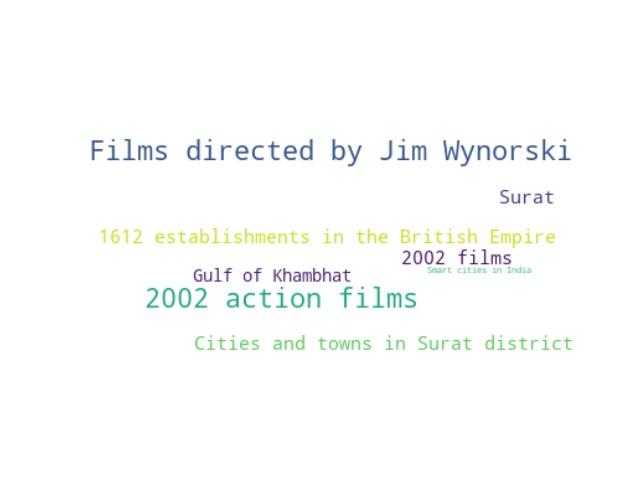 Films directed by Jim Wynorski
Surat
1612 establishments in the British Empire
2002 films
Smart cities in India
Gulf of Khambhat
2002 action films
Cities and towns in Surat district